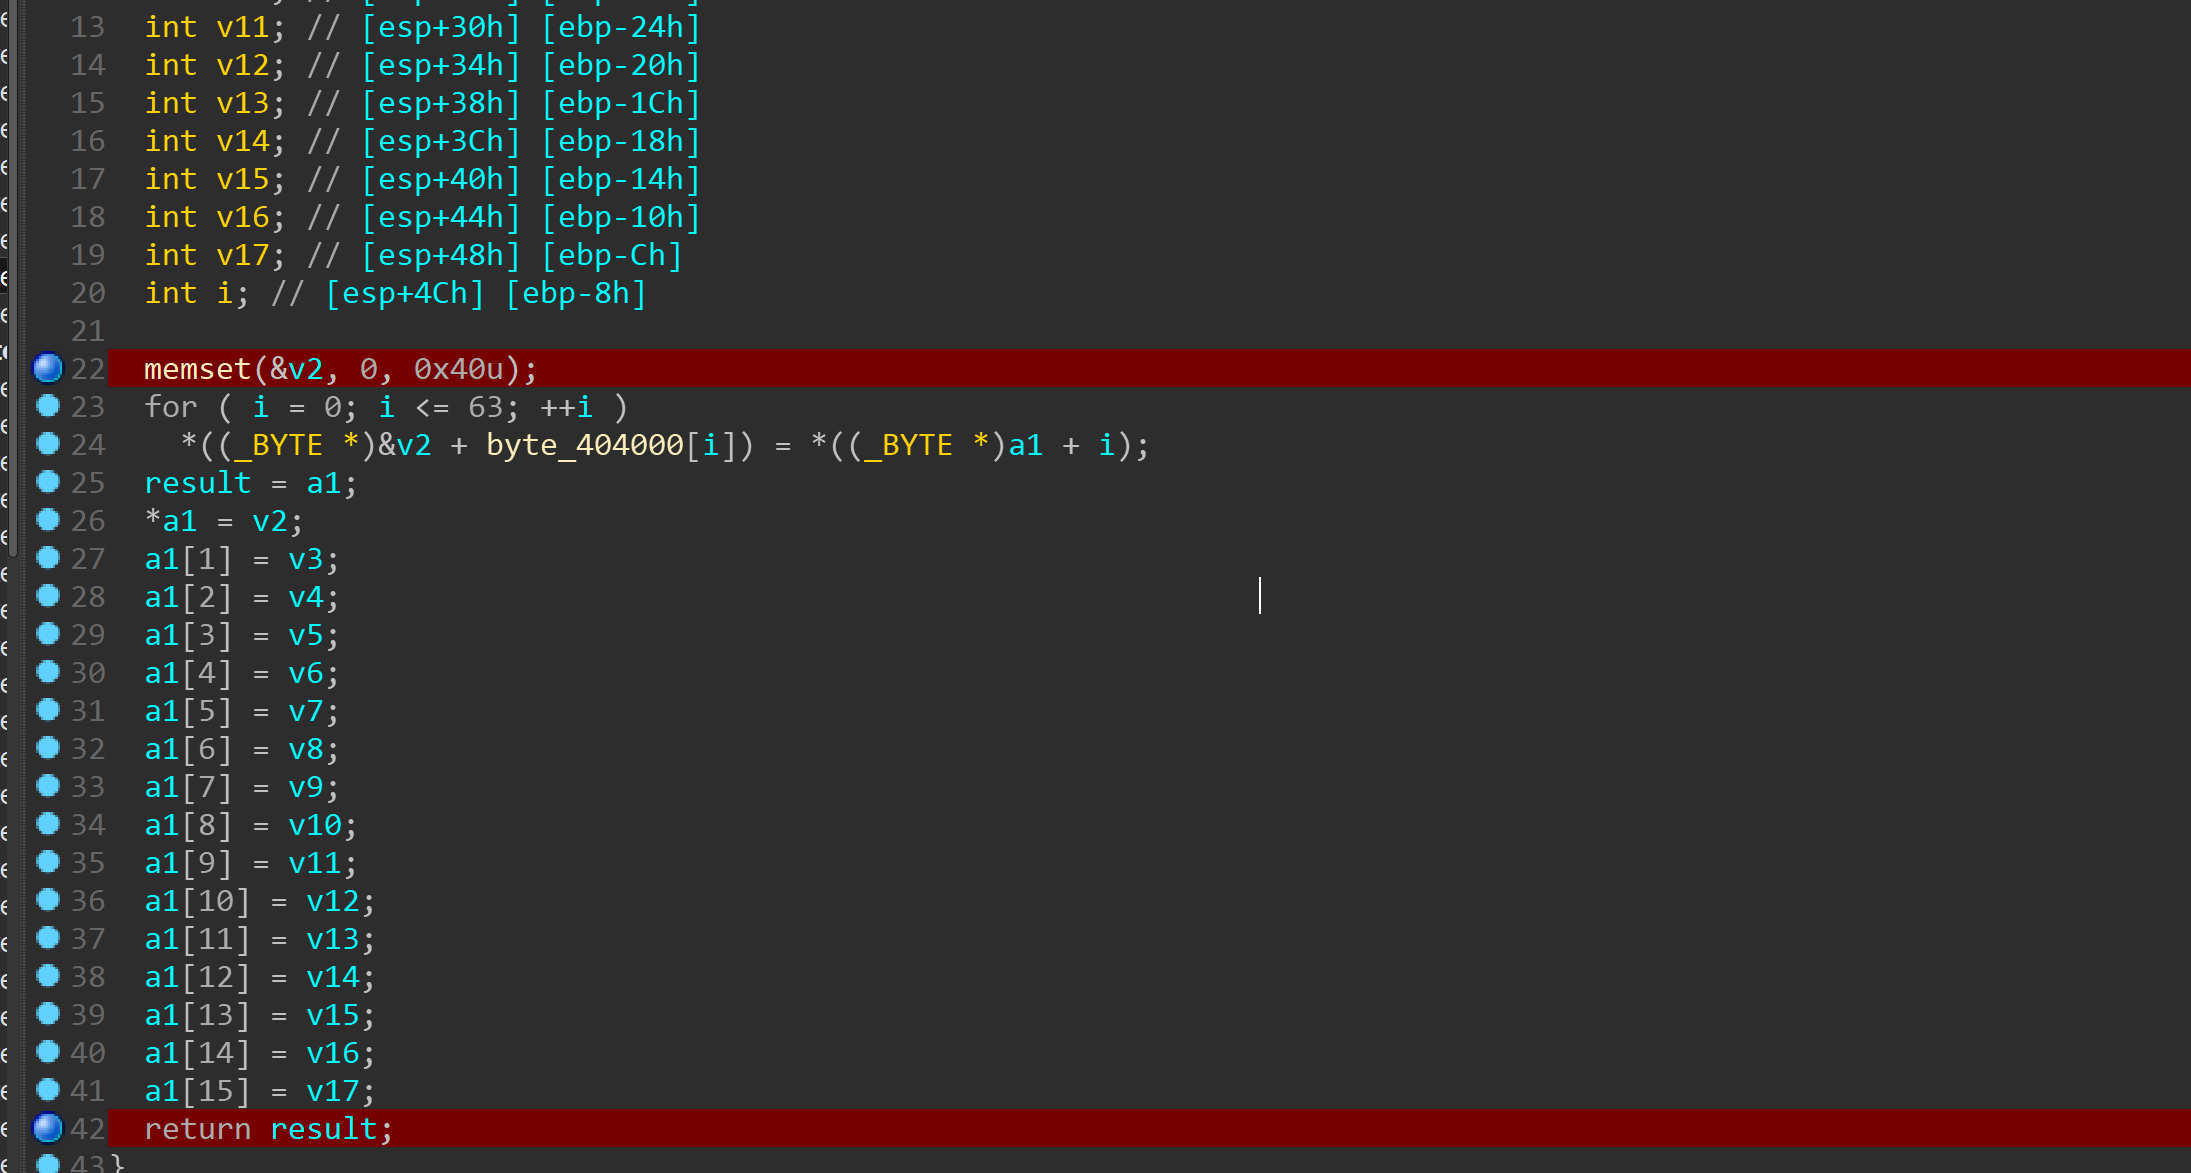 13 int v11; // [esp+30h] [ebp-24h]
14 int v12; // [esp+34h] [ebp-20h]
15 int v13; // [esp+38h] [ebp-1Ch]
16 int v14; // [esp+3Ch] [ebp-18h]
17 int v15; // [esp+40h] [ebp-14h]
18 int v16; // [esp+44h] [ebp-10h]
19 int v17; // [esp+48h] [ebp-Ch]
20 int i; // [esp+4Ch] [ebp-8h]
21
22 memset(&v2, 0, 0x40u);
23 for ( i = 0; i <= 63; ++i )
24 *((_BYTE *)&v2 + byte_404000[i]) = *((_BYTE *)a1 + i);
25 result = a1;
26 *a1 = v2;
27 a1[1] = v3;
28 a1[2] = v4;
29 a1[3] = v5;
30 a1[4] = v6;
31 a1[5] = v7;
32 a1[6] = v8;
33 a1[7] = v9;
34 a1[8] = v10;
35 a1[9] = v11;
36 a1[10] = v12;
37 a1[11] = v13;
38 a1[12] = v14;
39 a1[13] = v15;
40 a1[14] = v16;
41 a1[15] = v17;
42 return result;
43 }